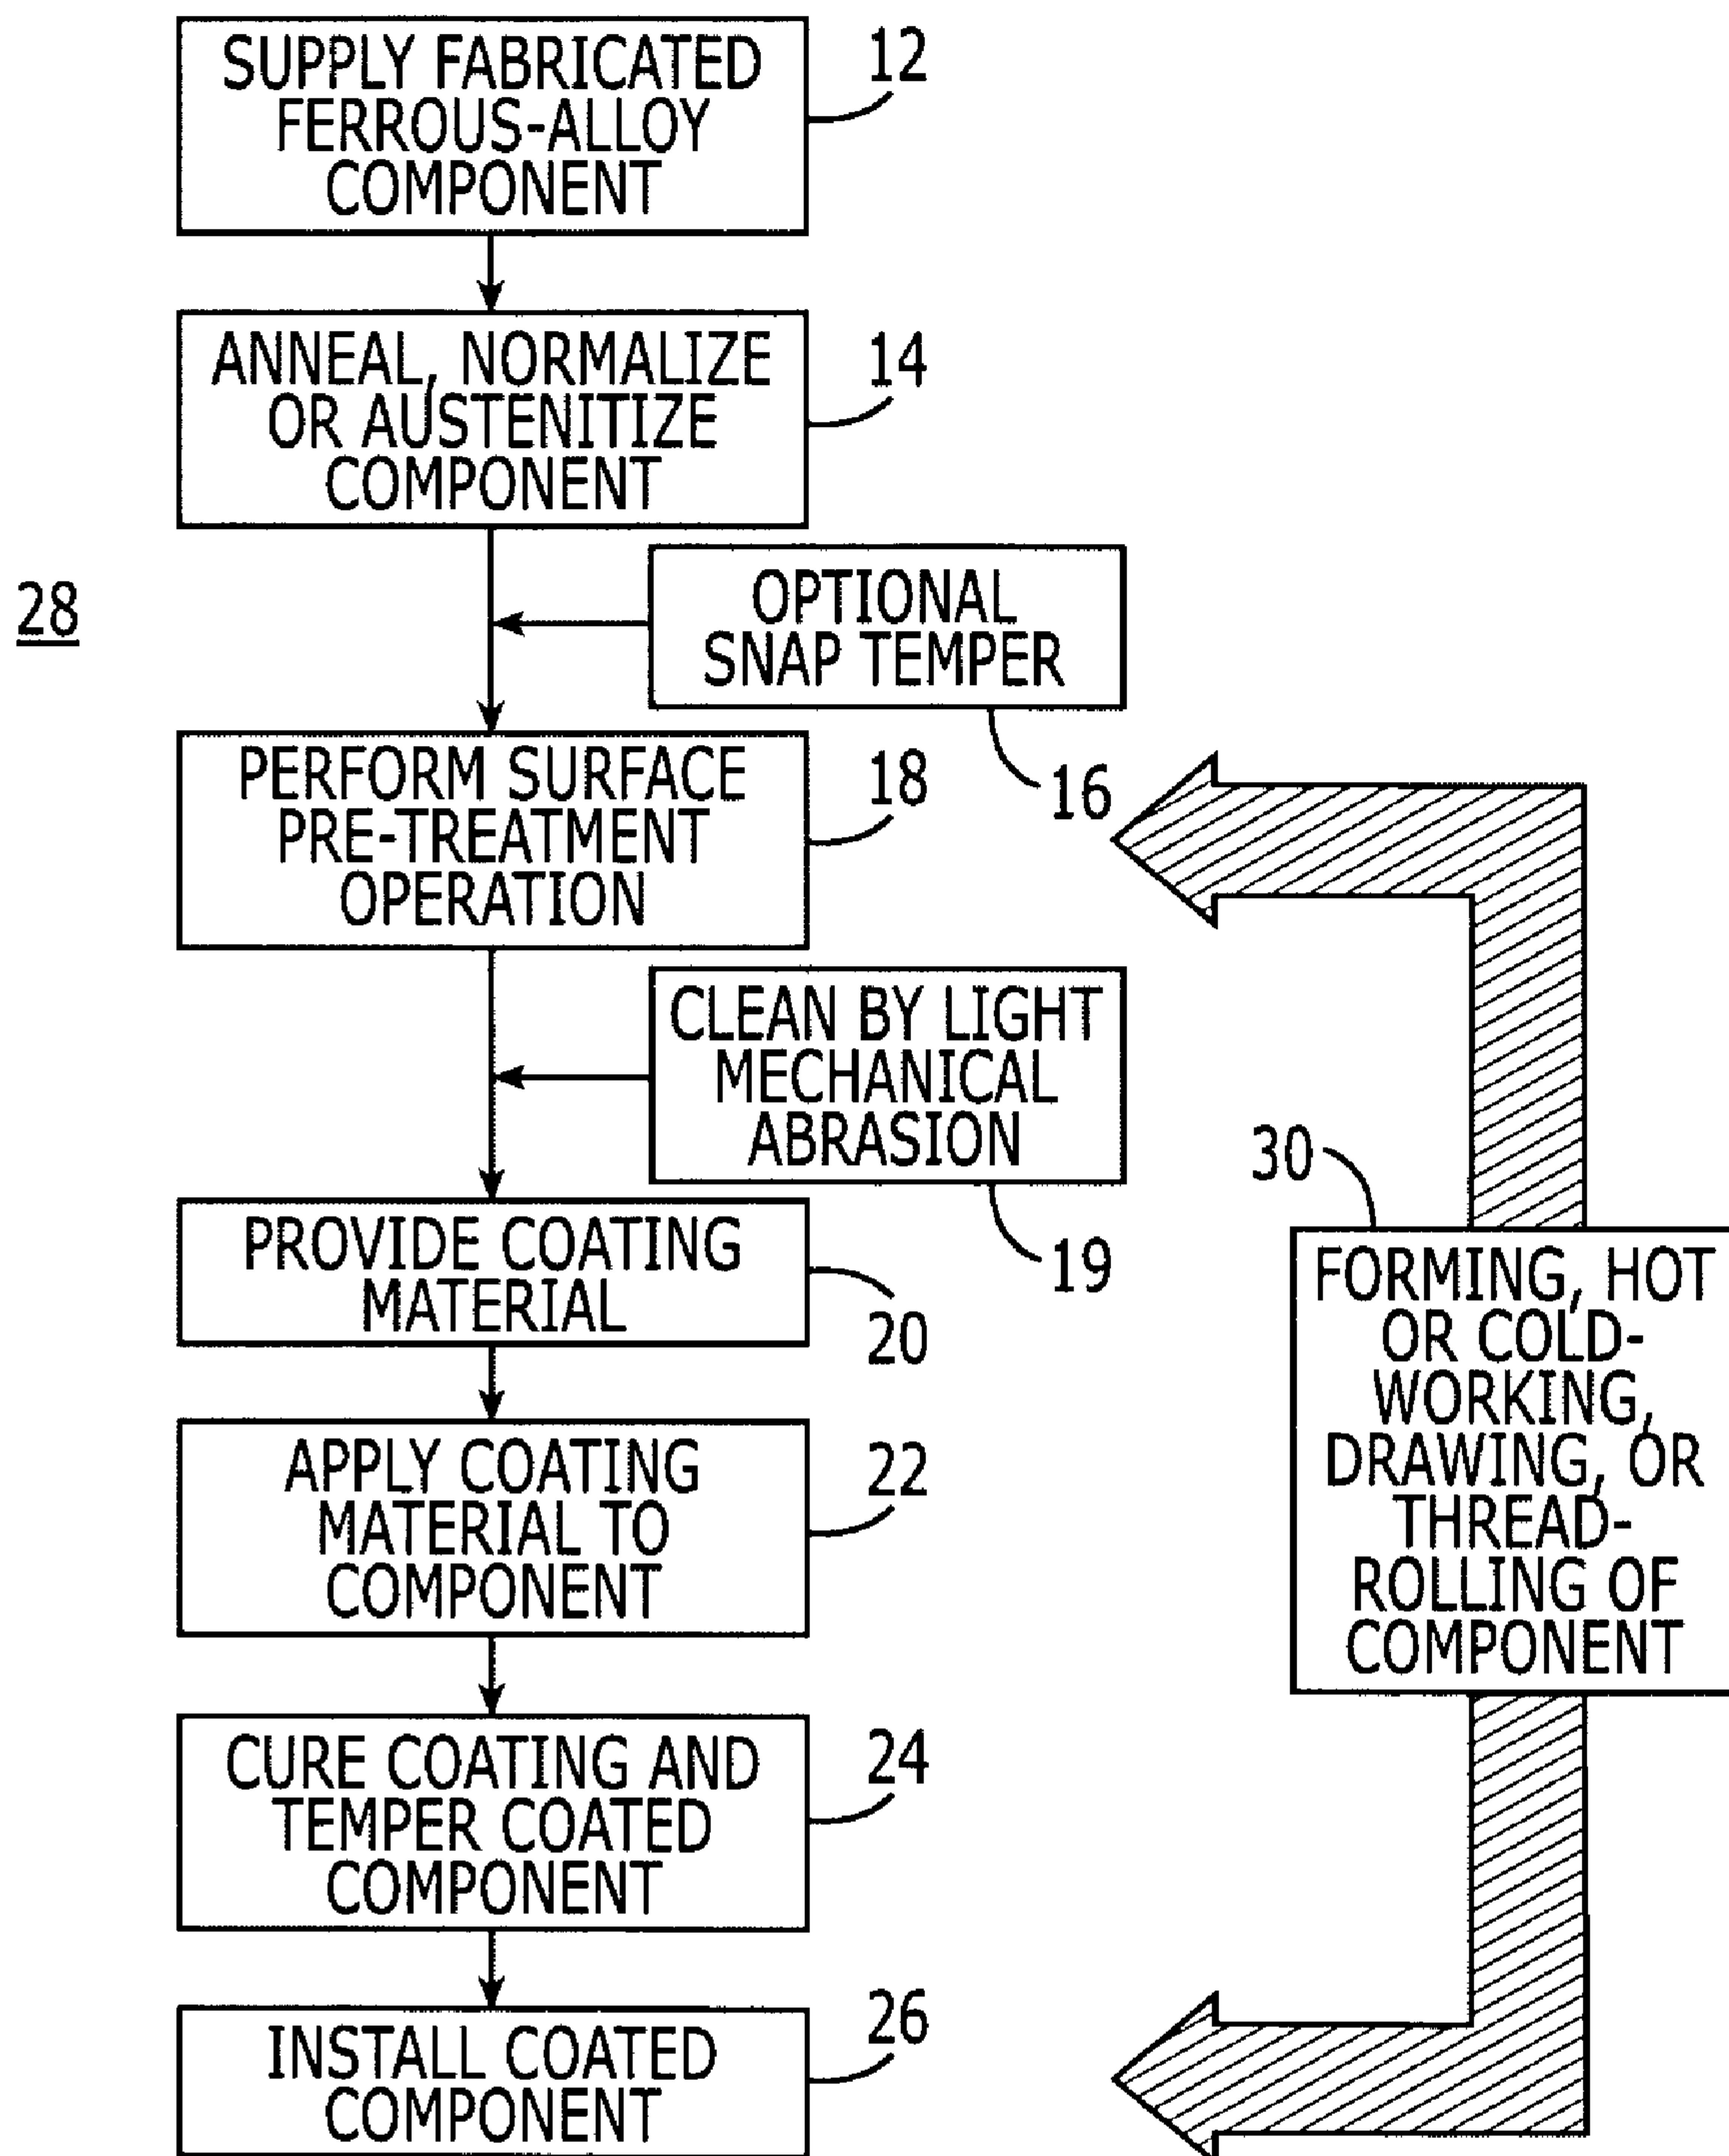 SUPPLY FABRICATED
FERROUS-ALLOY
COMPONENT
12
ANNEAL, NORMALIZE
OR AUSTENITIZE
COMPONENT
14
28
OPTIONAL
SNAP TEMPER
16
PERFORM SURFACE
PRE-TREATMENT
OPERATION
18
CLEAN BY LIGHT
MECHANICAL
ABRASION
19
PROVIDE COATING
MATERIAL
20
30
FORMING, HOT
OR COLD-
WORKING,
DRAWING, OR
THREAD-
ROLLING OF
COMPONENT
APPLY COATING
MATERIAL TO
COMPONENT
22
CURE COATING AND
TEMPER COATED
COMPONENT
24
INSTALL COATED
COMPONENT
26